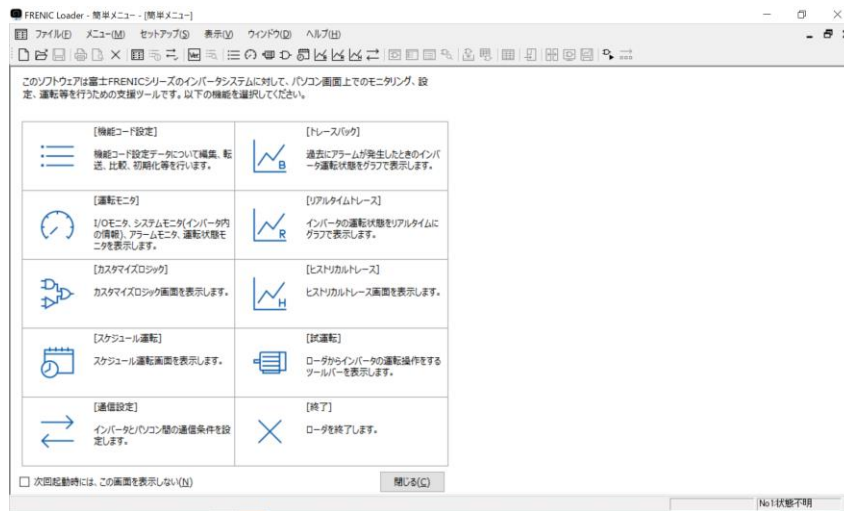 FRENIC Loader - 簡単メニュー - [簡単メニュー]
ファイル(F) メニュー(M) セットアップ(S) 表示(V) ウィンドウ(D) ヘルプ(H)
このソフトウェアは富士FRENICシリーズのインバータシステムに対して、パソコン画面上でのモニタリング、設
定、運転等を行うための支援ツールです。以下の機能を選択してください。
[機能コード設定]
機能コード設定データについて編集、転
送、比較、初期化等を行います。
[トレースバック]
過去にアラームが発生したときのインバ
ータ運転状態をグラフで表示します。
[運転モニタ]
I/Oモニタ、システムモニタ(インバータ内
の情報)、アラームモニタ、運転状態モ
ニタを表示します。
[リアルタイムトレース]
インバータの運転状態をリアルタイムに
グラフで表示します。
[カスタマイズロジック]
カスタマイズロジック画面を表示します。
[ヒストリカルトレース]
ヒストリカルトレース画面を表示します。
[スケジュール運転]
スケジュール運転画面を表示します。
[試運転]
ローダからインバータの運転操作をする
ツールバーを表示します。
[通信設定]
インバータとパソコン間の通信条件を設
定します。
[終了]
ローダを終了します。
次回起動時には、この画面を表示しない(N)
閉じる(C)
No1:状態不明